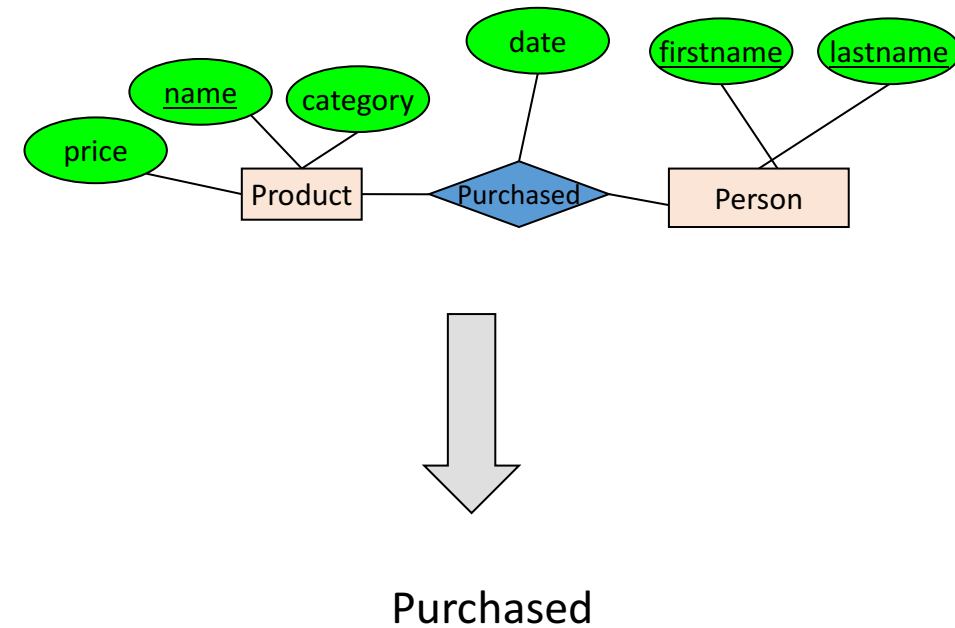 date
firstname
lastname
name
category
price
Product
Purchased
Person
Purchased